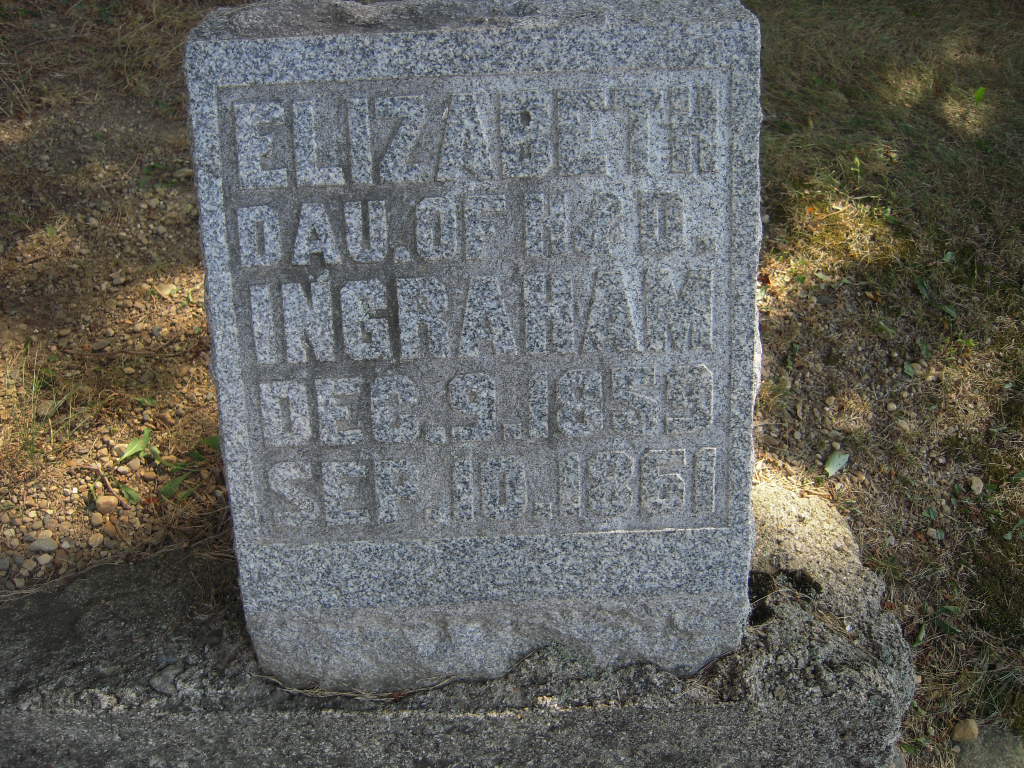 ELIZABETH
DAU. OF H. & D.
INGRAHAM
DEC. 9. 1859
SEP. 10. 1861